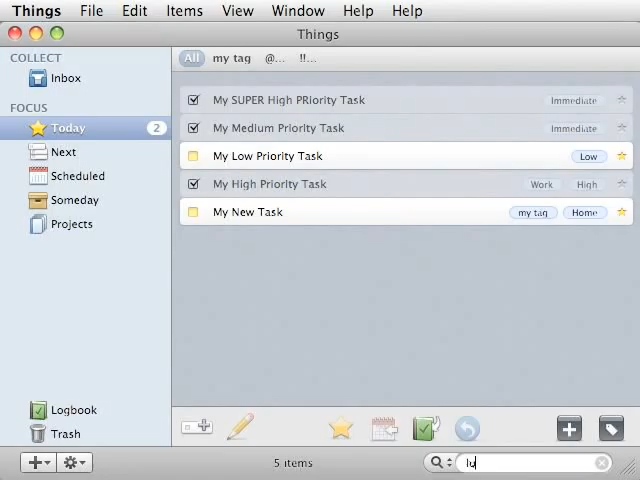 Things File Edit Items View Window Help Help
Things
COLLECT
Inbox
FOCUS
Today 2
Next
Scheduled
Someday
Projects
Logbook
Trash
All my tag @... !!...
My SUPER High PRiority Task Immediate
My Medium Priority Task Immediate
My Low Priority Task Low
My High Priority Task Work High
My New Task my tag Home
5 items
lu